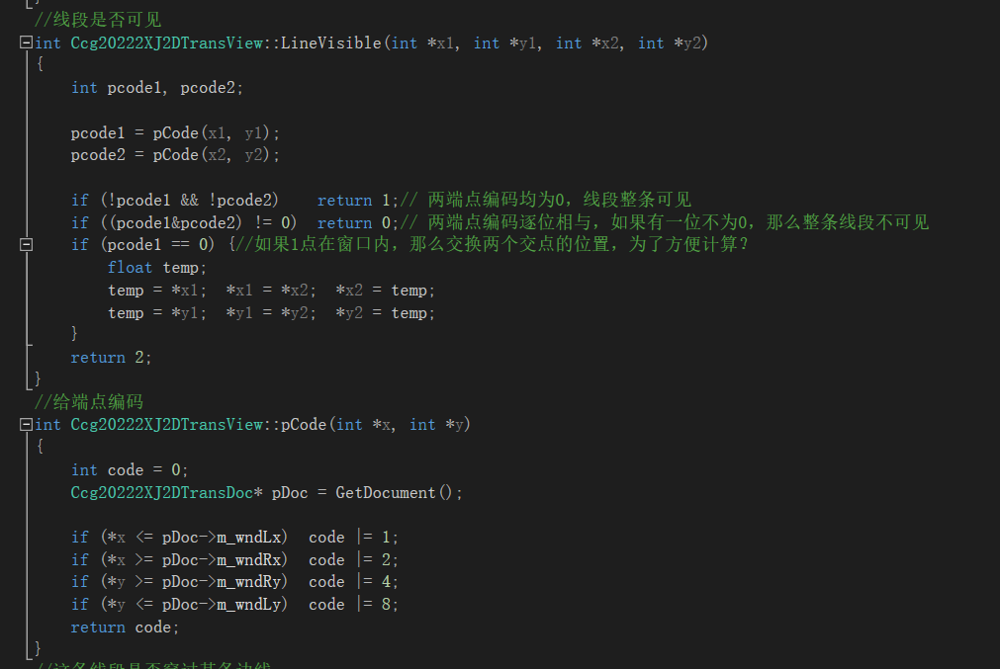 //线段是否可见
int Ccg20222XJ2DTransView::LineVisible(int *x1, int *y1, int *x2, int *y2)
{
int pcode1, pcode2;
pcode1 = pCode(x1, y1);
pcode2 = pCode(x2, y2);
if (!pcode1 && !pcode2)    return 1;// 两端点编码均为0，线段整条可见
if ((pcode1&pcode2) != 0)  return 0;// 两端点编码逐位相与，如果有一位不为0，那么整条线段不可见
if (pcode1 == 0) {//如果1点在窗口内，那么交换两个交点的位置，为了方便计算？
float temp;
temp = *x1;  *x1 = *x2;  *x2 = temp;
temp = *y1;  *y1 = *y2;  *y2 = temp;
}
return 2;
}
//给端点编码
int Ccg20222XJ2DTransView::pCode(int *x, int *y)
{
int code = 0;
Ccg20222XJ2DTransDoc* pDoc = GetDocument();
if (*x <= pDoc->m_wndLx)  code |= 1;
if (*x >= pDoc->m_wndRx)  code |= 2;
if (*y >= pDoc->m_wndRy)  code |= 4;
if (*y <= pDoc->m_wndLy)  code |= 8;
return code;
}